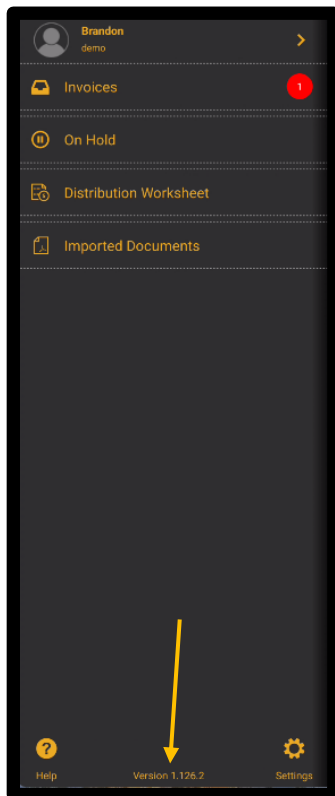 Brandon
demo
Invoices 1
On Hold
Distribution Worksheet
Imported Documents
?
Help Version 1.126.2 Settings